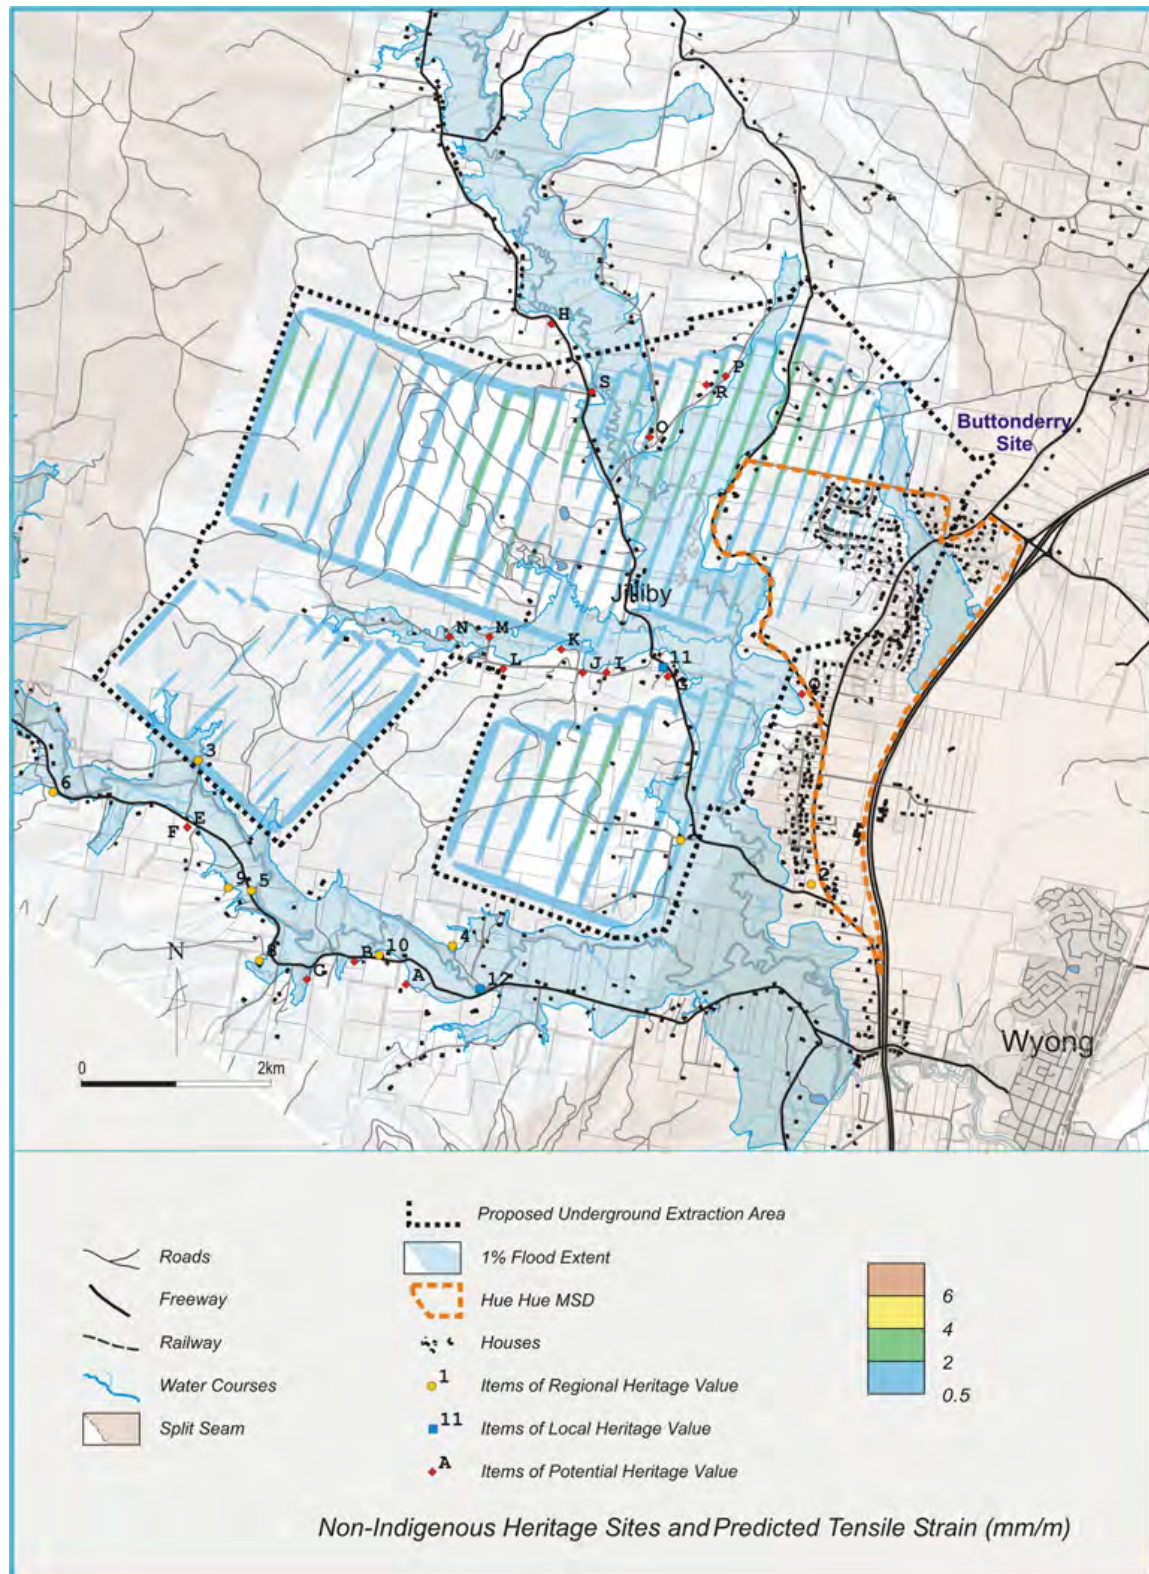 H
S
P
R
O
Buttonderry
Site
Jilliby
N
M
K
L
J
I
11
G
Q
3
6
E
F
2
9
5
4
N
8
B
10
C
A
12
Wyong
0
2km
Proposed Underground Extraction Area
Roads
1% Flood Extent
Freeway
Hue Hue MSD
6
Railway
Houses
4
2
Water Courses
1
Items of Regional Heritage Value
0.5
Split Seam
11
Items of Local Heritage Value
A
Items of Potential Heritage Value
Non-Indigenous Heritage Sites and Predicted Tensile Strain (mm/m)